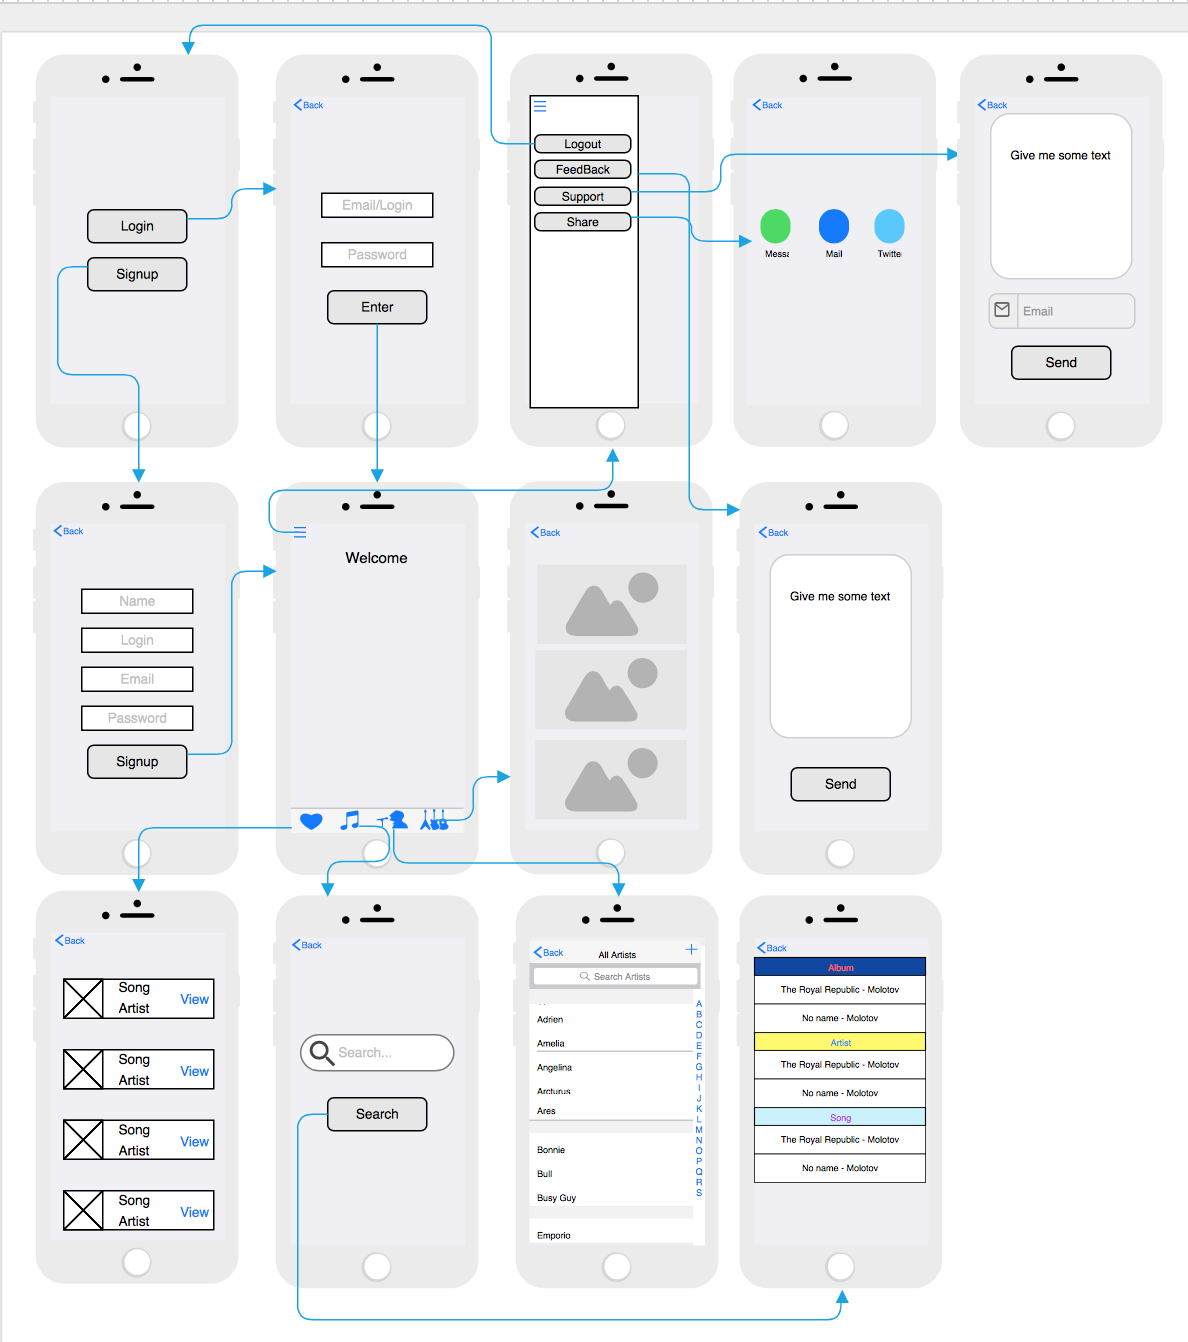 Login
Signup
Back
Email/Login
Password
Enter
Logout
FeedBack
Support
Share
Back
Messa
Mail
Twitte
Back
Give me some text
Email
Send
Back
Name
Login
Email
Password
Signup
Welcome
Back
Back
Give me some text
Send
Back
Song
Artist
View
Song
Artist
View
Song
Artist
View
Song
Artist
View
Back
Search...
Search
Back
All Artists
Search Artists
Adrien
Amelia
Angelina
Arcturus
Ares
Bonnie
Bull
Busy Guy
Emporio
A
B
C
D
E
F
G
H
I
J
K
L
M
N
O
P
Q
R
S
Back
Album
The Royal Republic - Molotov
No name - Molotov
Artist
The Royal Republic - Molotov
No name - Molotov
Song
The Royal Republic - Molotov
No name - Molotov